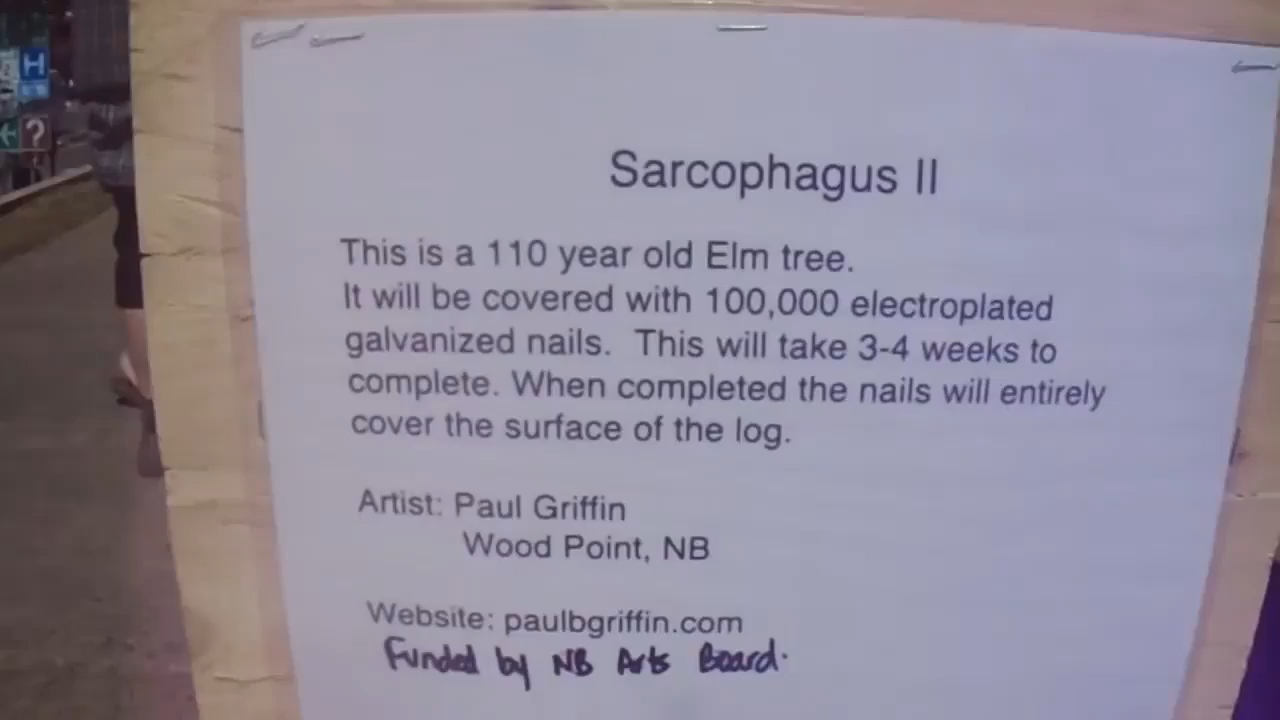 H
?
Sarcophagus II
This is a 110 year old Elm tree.
It will be covered with 100,000 electroplated
galvanized nails. This will take 3-4 weeks to
complete. When completed the nails will entirely
cover the surface of the log.
Artist: Paul Griffin
Wood Point, NB
Website: paulbgriffin.com
Funded by NB Arts Board.